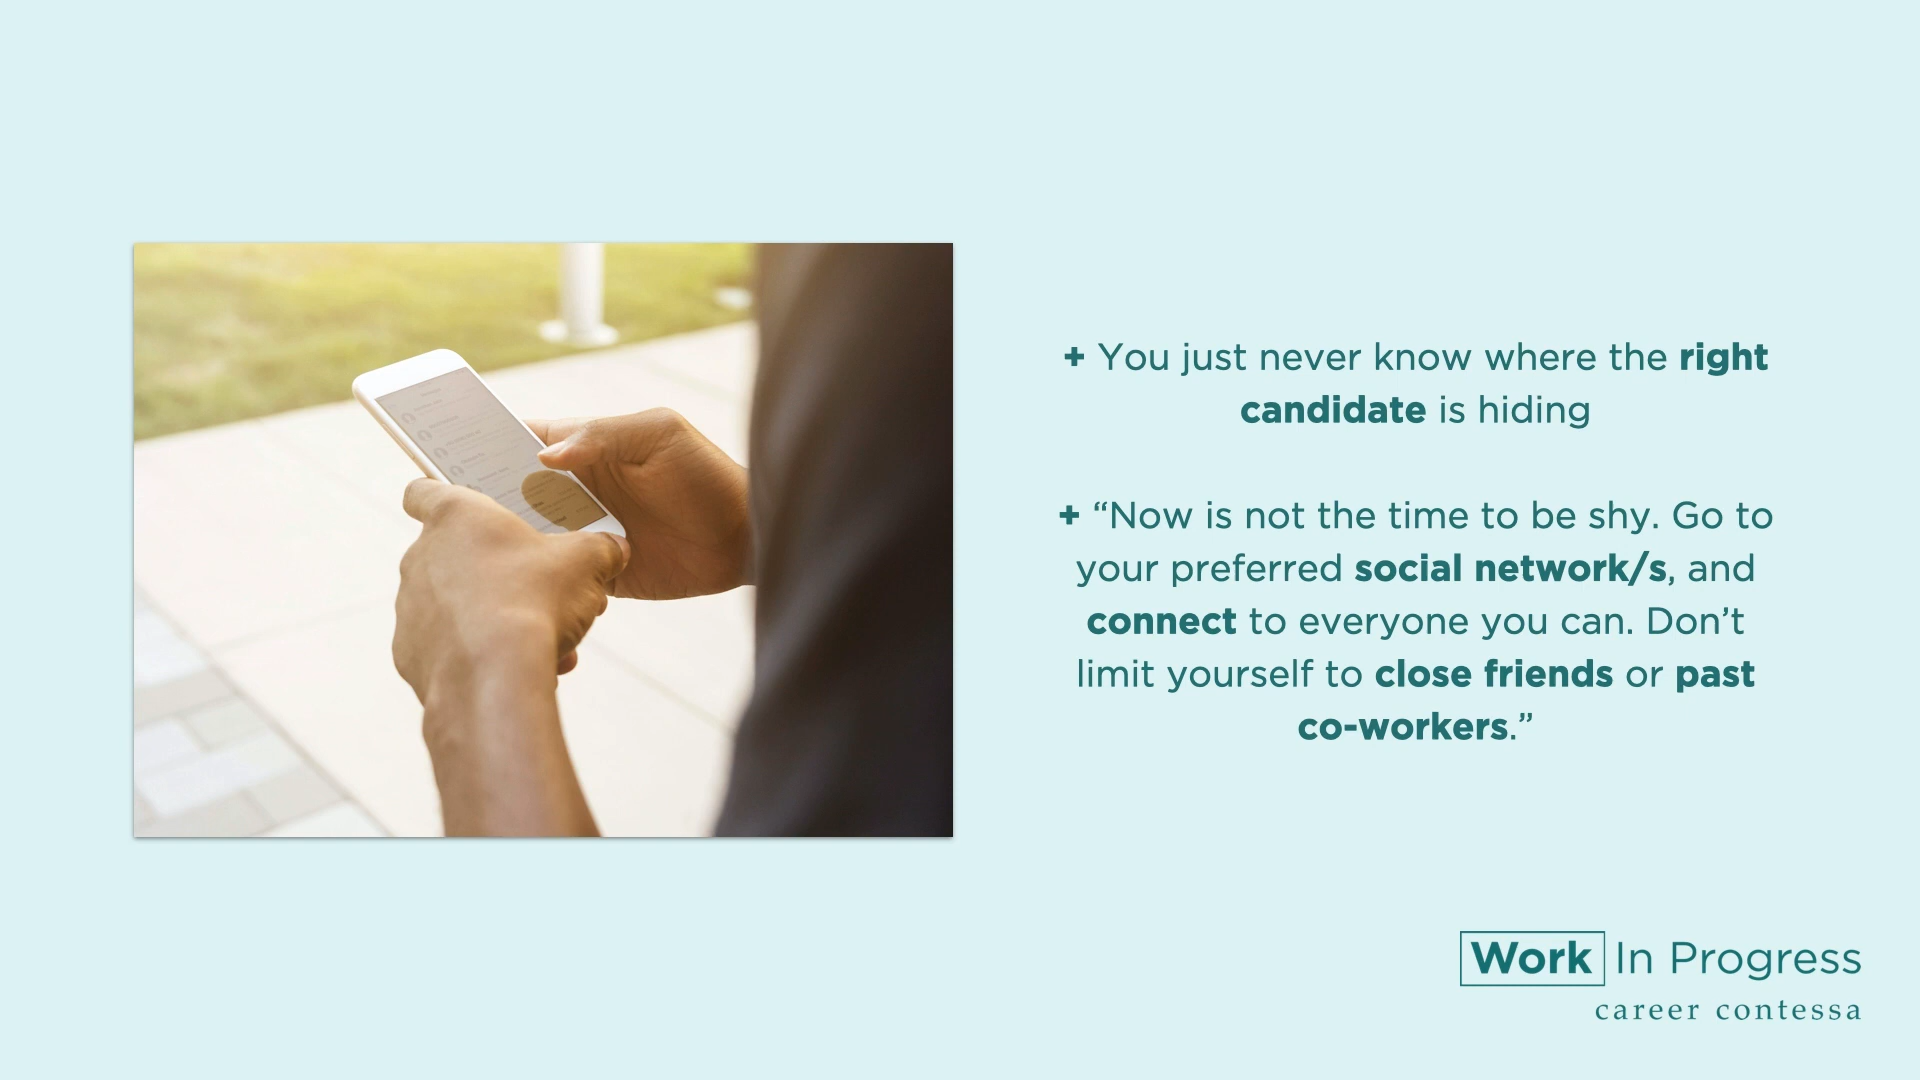 + You just never know where the right
candidate is hiding
+ “Now is not the time to be shy. Go to
your preferred social network/s, and
connect to everyone you can. Don’t
limit yourself to close friends or past
co-workers.”
Work In Progress
career contessa